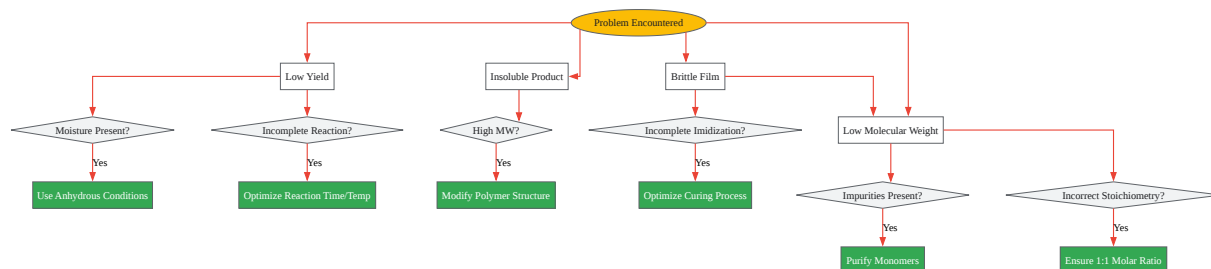 Problem Encountered
Low Yield
Insoluble Product
Brittle Film
Moisture Present?
Incomplete Reaction?
High MW?
Incomplete Imidization?
Low Molecular Weight
Yes
Yes
Yes
Yes
Use Anhydrous Conditions
Optimize Reaction Time/Temp
Modify Polymer Structure
Optimize Curing Process
Impurities Present?
Incorrect Stoichiometry?
Yes
Yes
Purify Monomers
Ensure 1:1 Molar Ratio